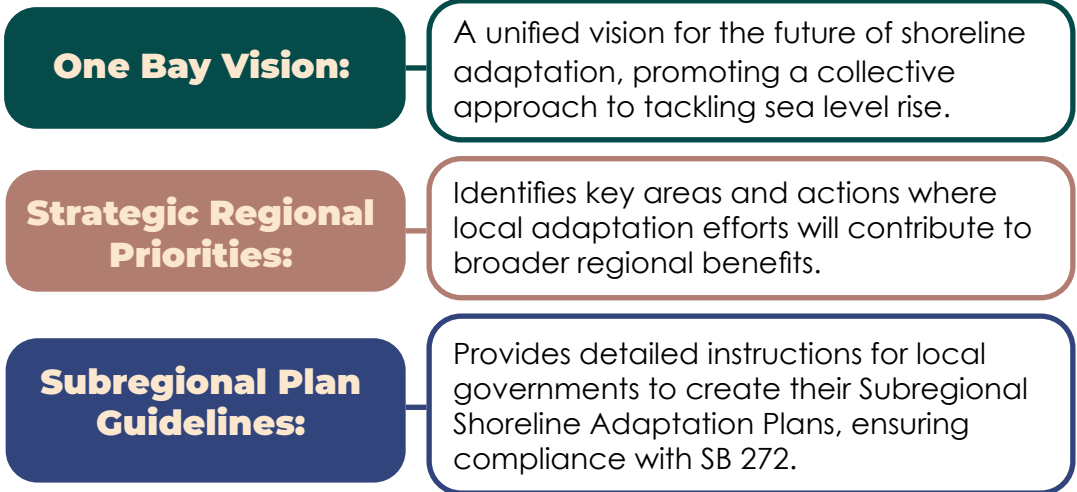 One Bay Vision:
A unified vision for the future of shoreline
adaptation, promoting a collective
approach to tackling sea level rise.
Strategic Regional
Priorities:
Identifies key areas and actions where
local adaptation efforts will contribute to
broader regional benefits.
Subregional Plan
Guidelines:
Provides detailed instructions for local
governments to create their Subregional
Shoreline Adaptation Plans, ensuring
compliance with SB 272.